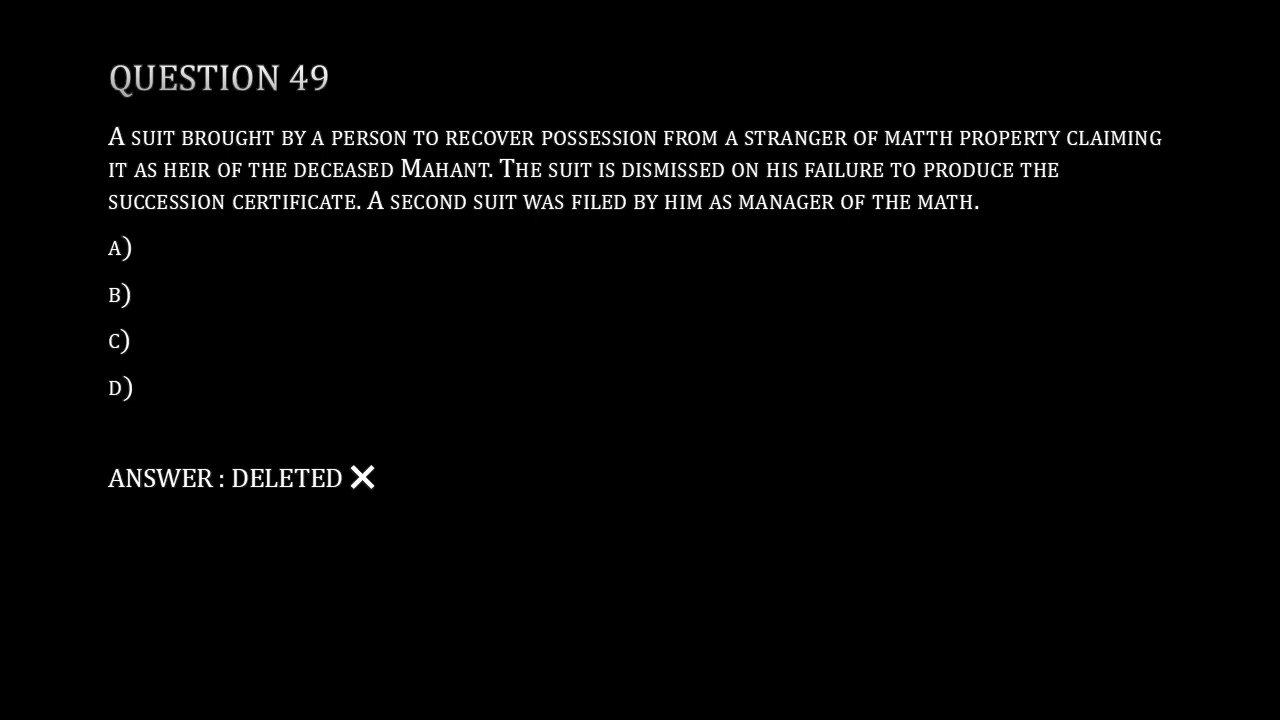 QUESTION 49
A SUIT BROUGHT BY A PERSON TO RECOVER POSSESSION FROM A STRANGER OF MATTH PROPERTY CLAIMING
IT AS HEIR OF THE DECEASED MAHANT. THE SUIT IS DISMISSED ON HIS FAILURE TO PRODUCE THE
SUCCESSION CERTIFICATE. A SECOND SUIT WAS FILED BY HIM AS MANAGER OF THE MATH.
A)
B)
C)
D)
ANSWER : DELETED ❌